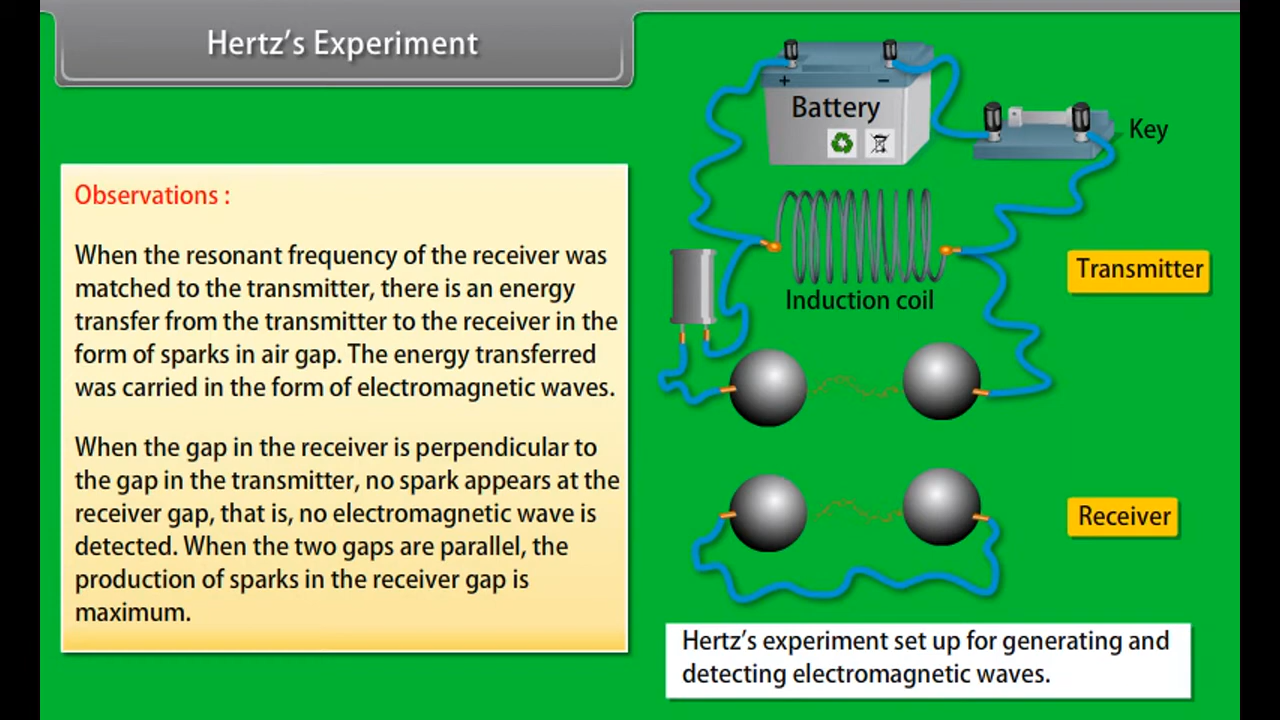 Hertz's Experiment
Observations :
When the resonant frequency of the receiver was
matched to the transmitter, there is an energy
transfer from the transmitter to the receiver in the
form of sparks in air gap. The energy transferred
was carried in the form of electromagnetic waves.
When the gap in the receiver is perpendicular to
the gap in the transmitter, no spark appears at the
receiver gap, that is, no electromagnetic wave is
detected. When the two gaps are parallel, the
production of sparks in the receiver gap is
maximum.
+ −
Battery
Key
Induction coil
Transmitter
Receiver
Hertz's experiment set up for generating and
detecting electromagnetic waves.